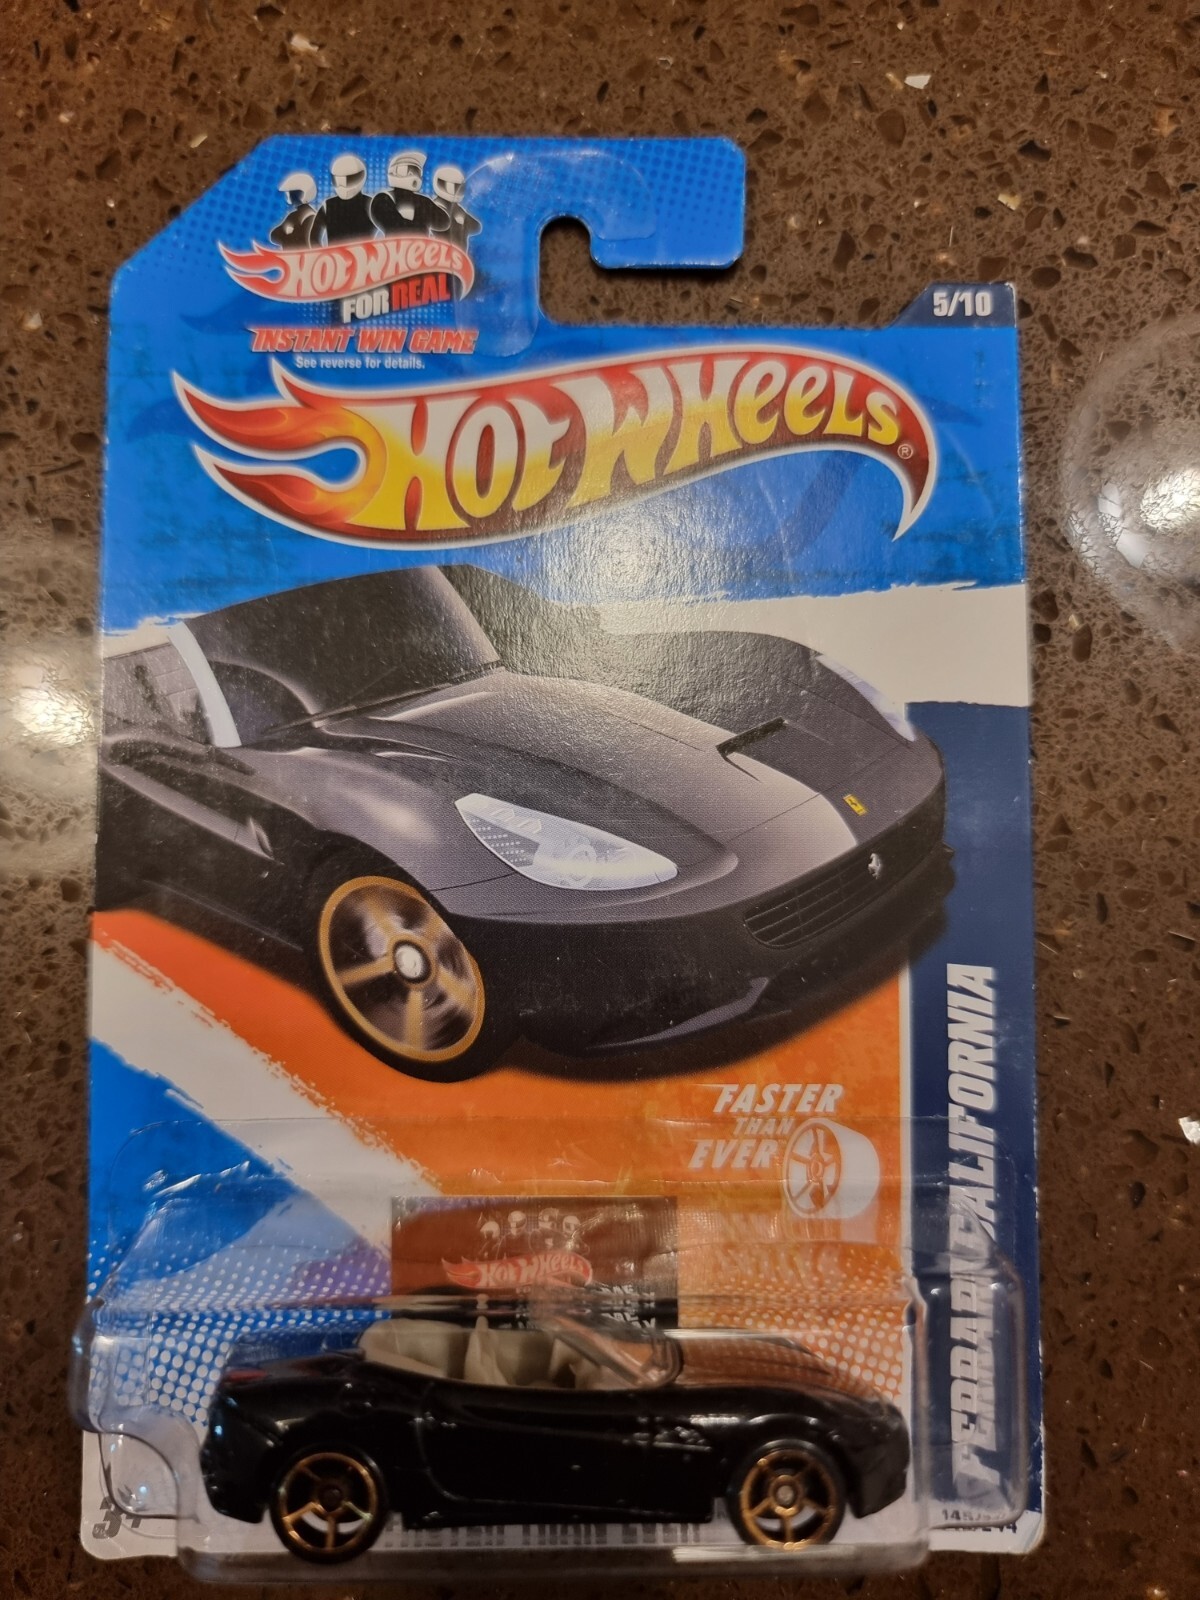 HOT WHEELS
FOR REAL
INSTANT WIN GAME
See reverse for details.
5/10
HOT WHEELS®
FASTER
THAN
EVER
FERRARI CALIFORNIA
HOT WHEELS
3+